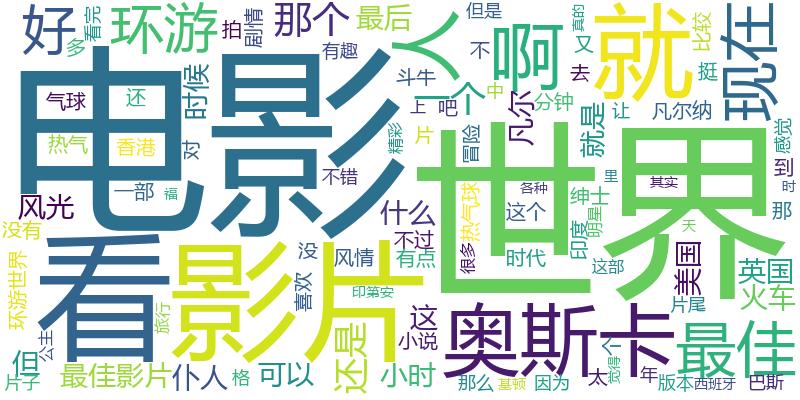 好
多
看完
环游
拍
剧情
那个
有趣
最后
人
但是
不
啊
真的
又
去
就
比较
挺
现在
电影
气球
还
时候
热气
香港
对
一部
福
不错
斗牛
上
吧
一个
中
凡尔
分钟
精彩
片
冒险
就是
让
凡尔纳
感觉
到
时
那
世界
里
其实
各种
绅士
明星
印度
热气球
很多
这个
时代
这部
天
风光
没有
环游世界
看
影片
没
喜欢
风情
印第安
什么
不过
有点
旅行
公主
但
片子
最佳影片
仆人
格
可以
还是
小时
这
小说
奥斯卡
那么
基顿
因为
太
觉得
个
年
美国
片尾
英国
火车
最佳
版本
西班牙
巴斯